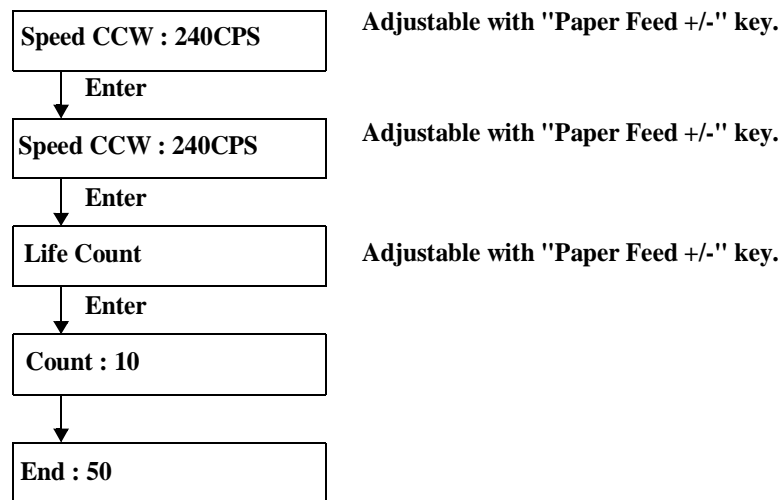 Speed CCW : 240CPS
Adjustable with "Paper Feed +/-" key.
Enter
Speed CCW : 240CPS
Adjustable with "Paper Feed +/-" key.
Enter
Life Count
Adjustable with "Paper Feed +/-" key.
Enter
Count : 10
End : 50